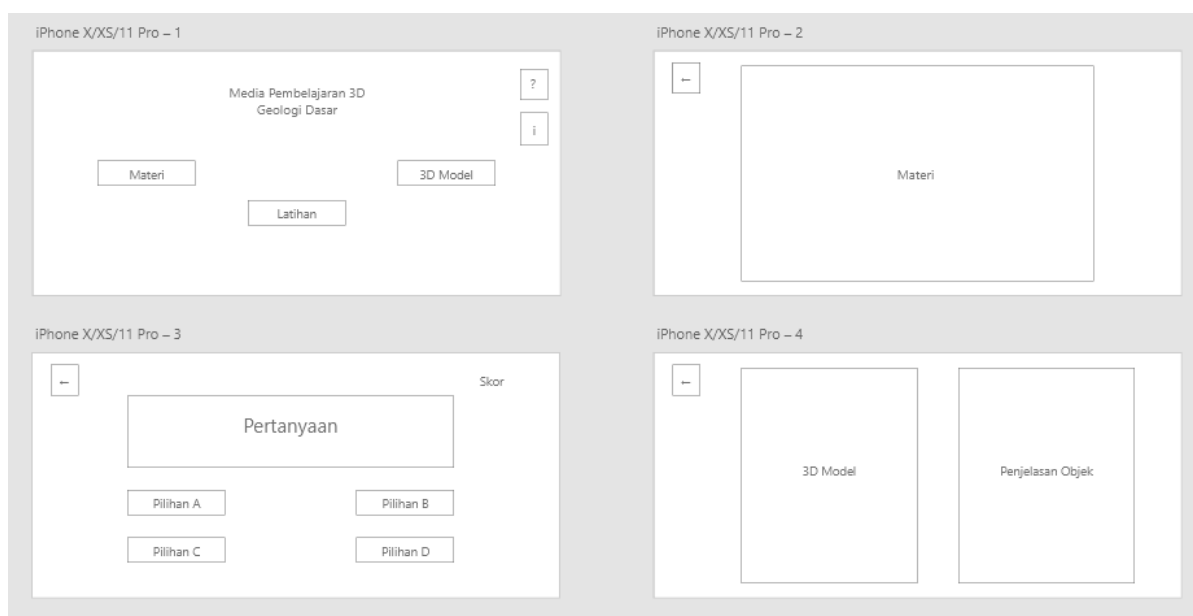 iPhone X/XS/11 Pro – 1
Media Pembelajaran 3D
Geologi Dasar
?
i
Materi
3D Model
Latihan
iPhone X/XS/11 Pro – 2
←
Materi
iPhone X/XS/11 Pro – 3
←
Skor
Pertanyaan
Pilihan A
Pilihan B
Pilihan C
Pilihan D
iPhone X/XS/11 Pro – 4
←
3D Model
Penjelasan Objek